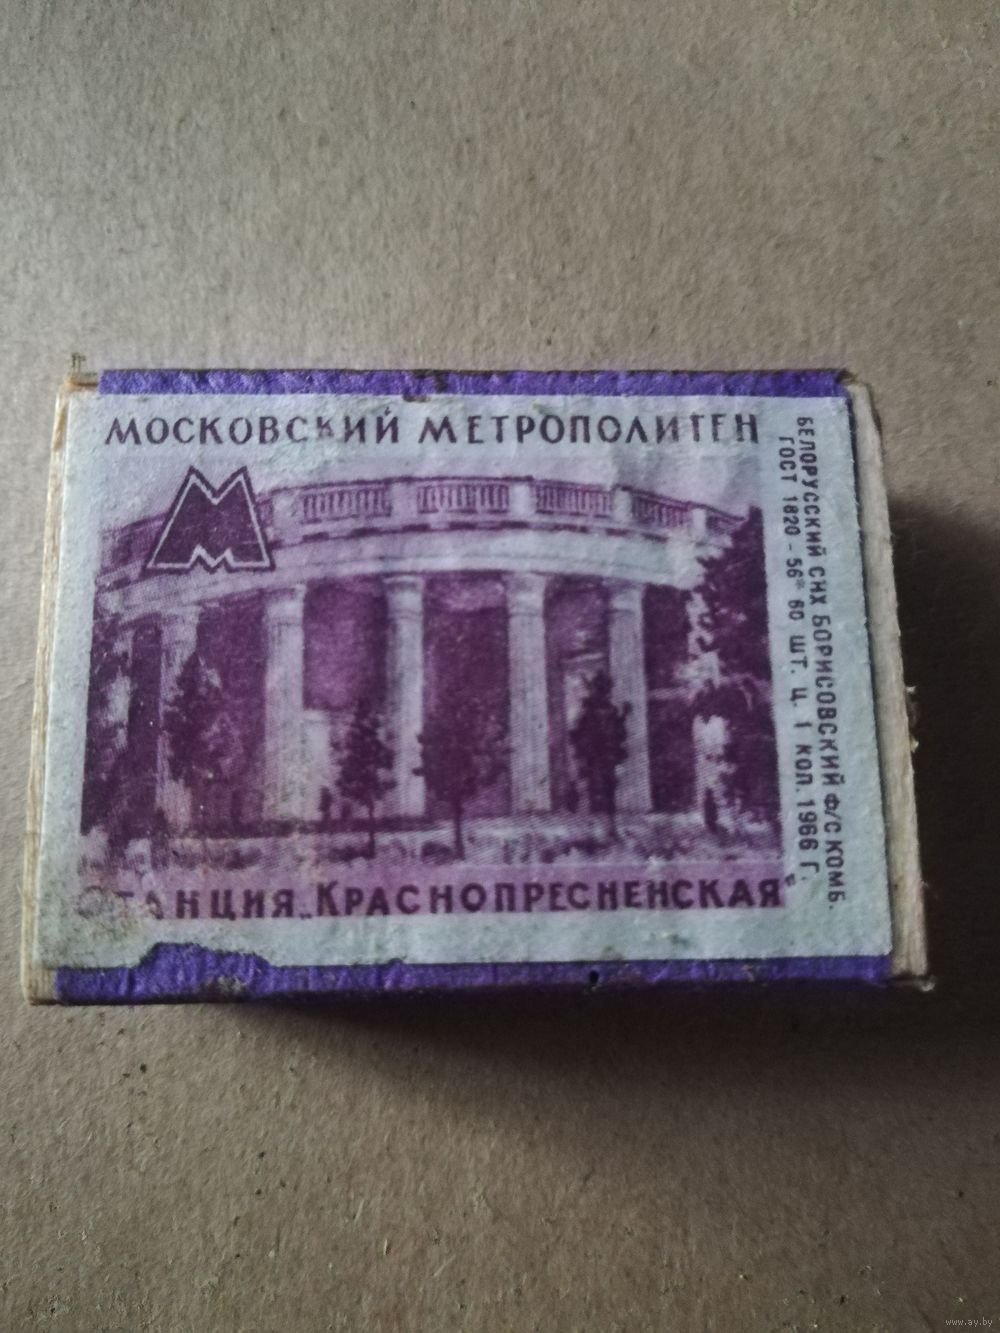 МОСКОВСКИЙ МЕТРОПОЛИТЕН
М
СТАНЦИЯ „КРАСНОПРЕСНЕНСКАЯ"
БЕЛОРУССКИЙ СНХ БОРИСОВСКИЙ Ф/С КОМБ.
ГОСТ 1820-56* 60 ШТ. Ц. 1 КОП. 1966 Г.
www.ay.by